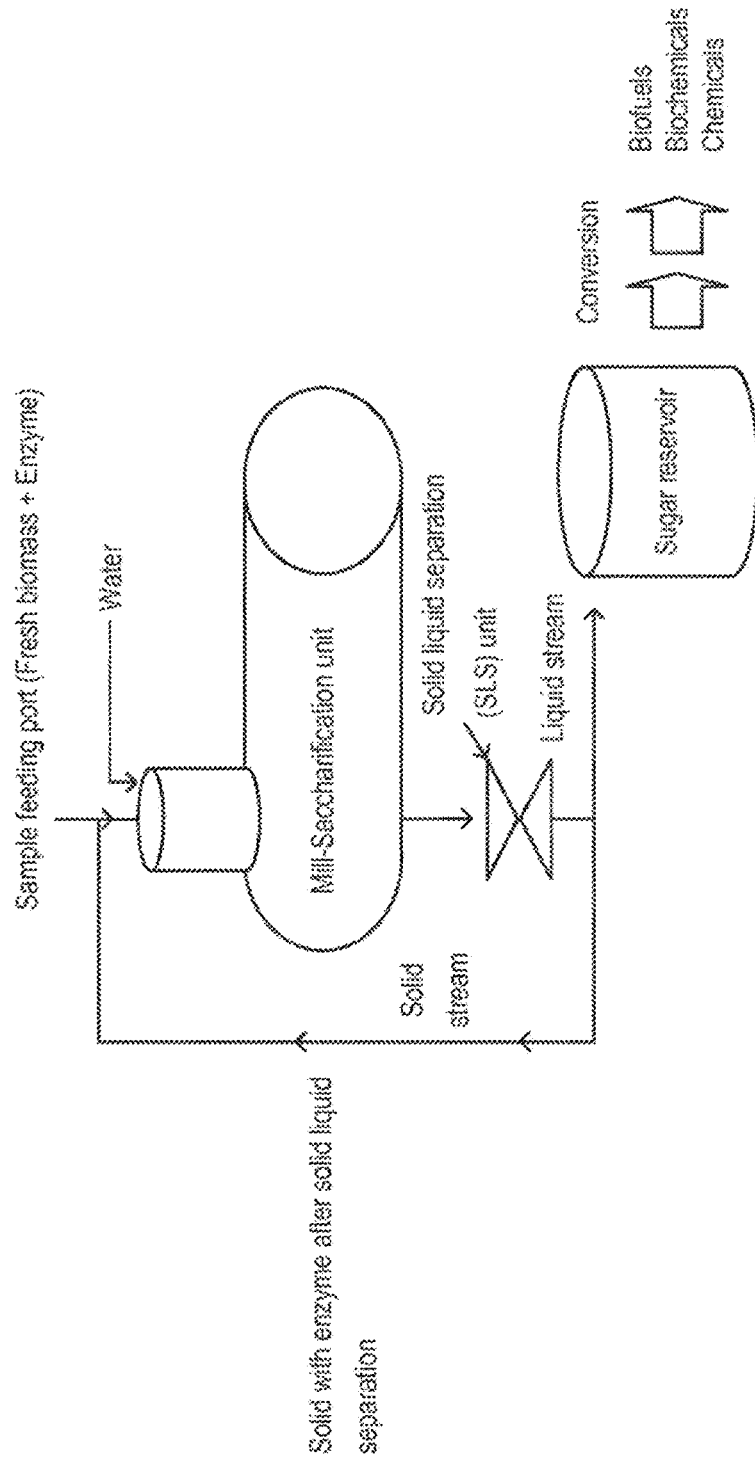 Sample feeding port (Fresh biomass + Enzyme)
Water
Mill-Saccharification unit
Solid with enzyme after solid liquid
separation
Solid
stream
Solid liquid separation
(SLS) unit
Liquid stream
Sugar reservoir
Conversion
Biofuels
Biochemicals
Chemicals